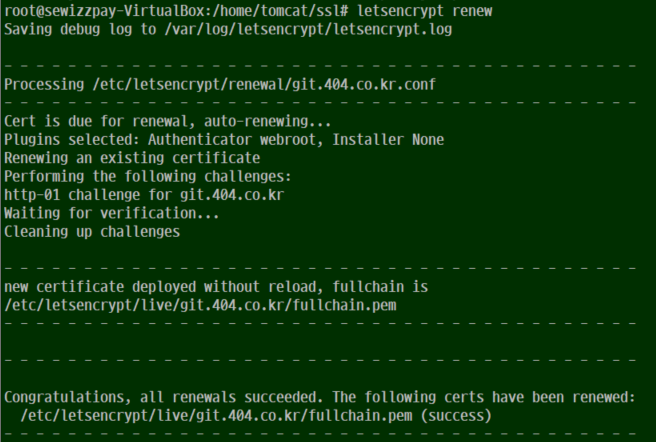 root@sewizzpay-VirtualBox:/home/tomcat/ssl# letsencrypt renew
Saving debug log to /var/log/letsencrypt/letsencrypt.log
- - - - - - - - - - - - - - - - - - - - - - - - - - - - - - - - - - - - - - - -
Processing /etc/letsencrypt/renewal/git.404.co.kr.conf
- - - - - - - - - - - - - - - - - - - - - - - - - - - - - - - - - - - - - - - -
Cert is due for renewal, auto-renewing...
Plugins selected: Authenticator webroot, Installer None
Renewing an existing certificate
Performing the following challenges:
http-01 challenge for git.404.co.kr
Waiting for verification...
Cleaning up challenges
- - - - - - - - - - - - - - - - - - - - - - - - - - - - - - - - - - - - - - - -
new certificate deployed without reload, fullchain is
/etc/letsencrypt/live/git.404.co.kr/fullchain.pem
- - - - - - - - - - - - - - - - - - - - - - - - - - - - - - - - - - - - - - - -
- - - - - - - - - - - - - - - - - - - - - - - - - - - - - - - - - - - - - - - -
Congratulations, all renewals succeeded. The following certs have been renewed:
  /etc/letsencrypt/live/git.404.co.kr/fullchain.pem (success)
- - - - - - - - - - - - - - - - - - - - - - - - - - - - - - - - - - - - - - - -